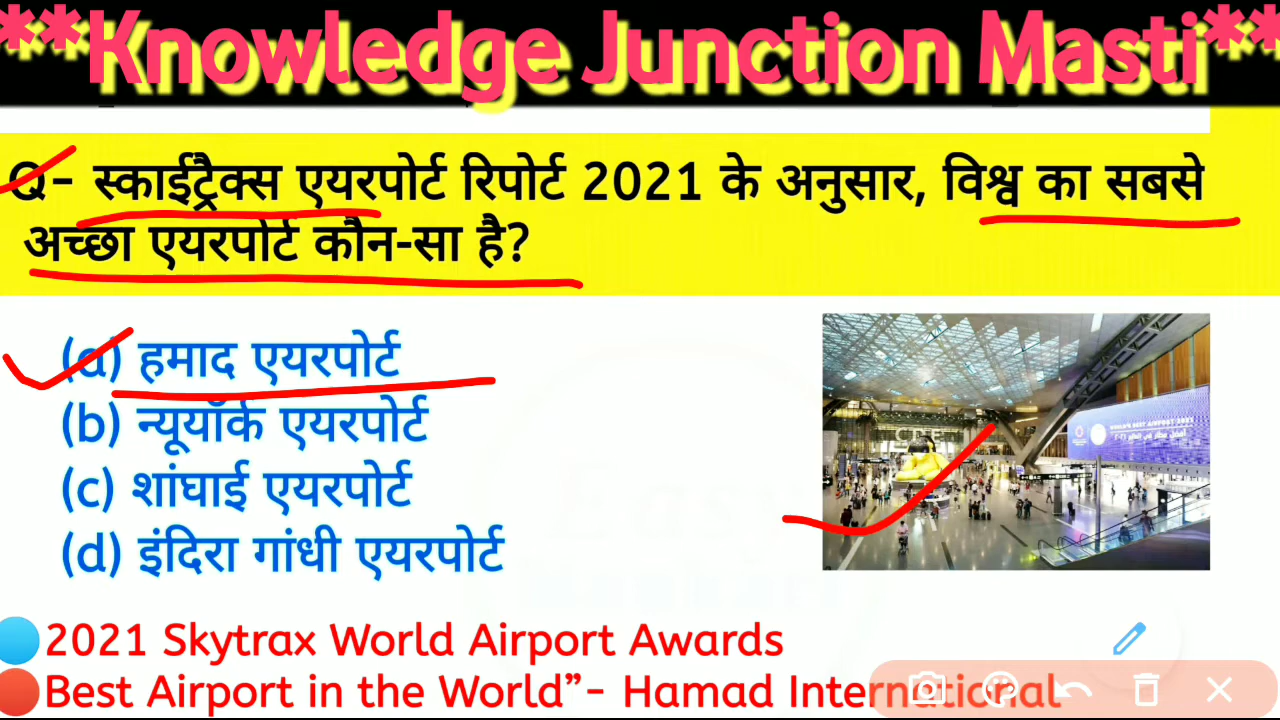 **Knowledge Junction Masti**
Q- स्काईट्रैक्स एयरपोर्ट रिपोर्ट 2021 के अनुसार, विश्व का सबसे
अच्छा एयरपोर्ट कौन-सा है?
(a) हमाद एयरपोर्ट
(b) न्यूयॉर्क एयरपोर्ट
(c) शांघाई एयरपोर्ट
(d) इंदिरा गांधी एयरपोर्ट
2021 Skytrax World Airport Awards
Best Airport in the World”- Hamad International